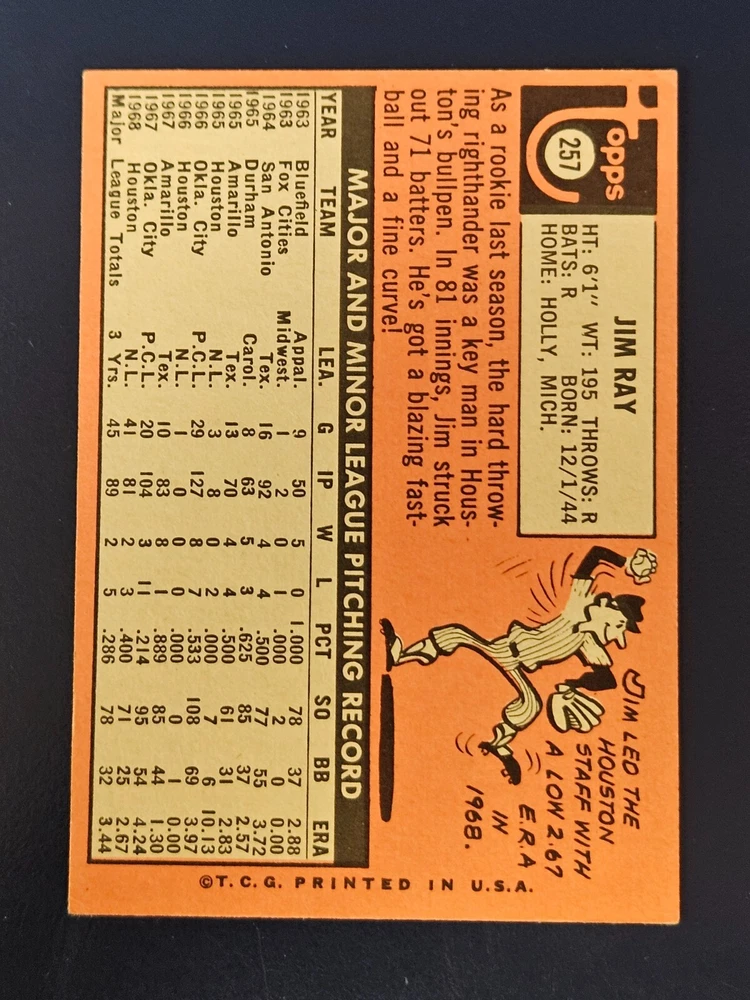 Topps
257
JIM RAY
HT: 6'1" WT: 195 THROWS: R
BATS: R BORN: 12/1/44
HOME: HOLLY, MICH.
As a rookie last season, the hard throw-
ing righthander was a key man in Hous-
ton's bullpen. In 81 innings, Jim struck
out 71 batters. He's got a blazing fast-
ball and a fine curve!
JIM LED THE
HOUSTON
STAFF WITH
A LOW 2.67
E.R.A
IN
1968.
MAJOR AND MINOR LEAGUE PITCHING RECORD
YEAR TEAM LEA. G IP W L PCT SO BB ERA
1963 Bluefield Appal. 9 50 5 0 1.000 78 37 2.88
1963 Fox Cities Midwest. 1 2 0 1 .000 2 0 0.00
1964 San Antonio Tex. 16 92 4 4 .500 77 55 3.72
1965 Durham Carol. 8 63 5 3 .625 85 37 2.57
1965 Amarillo Tex. 13 70 4 4 .500 61 31 2.83
1965 Houston N.L. 3 8 0 2 .000 7 6 10.13
1966 Okla. City P.C.L. 29 127 8 7 .533 108 69 3.97
1966 Houston N.L. 1 0 0 0 .000 0 1 0.00
1967 Amarillo Tex. 10 83 8 1 .889 85 44 1.30
1967 Okla. City P.C.L. 20 104 3 11 .214 95 54 4.24
1968 Houston N.L. 41 81 2 3 .400 71 25 2.67
Major League Totals 3 Yrs. 45 89 2 5 .286 78 32 3.44
©T.C.G. PRINTED IN U.S.A.